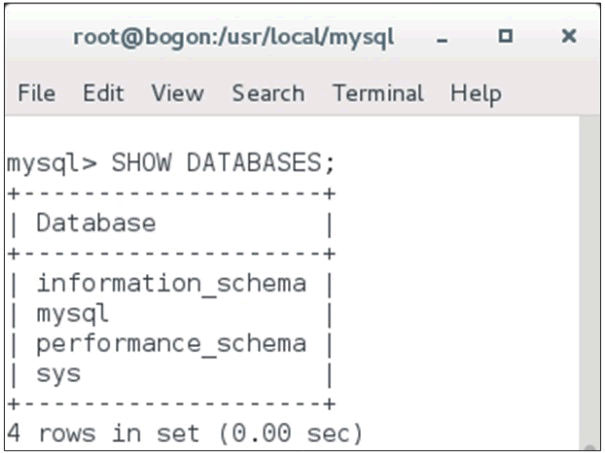 root@bogon:/usr/local/mysql
File Edit View Search Terminal Help
mysql> SHOW DATABASES;
+--------------------+
| Database           |
+--------------------+
| information_schema |
| mysql              |
| performance_schema |
| sys                |
+--------------------+
4 rows in set (0.00 sec)